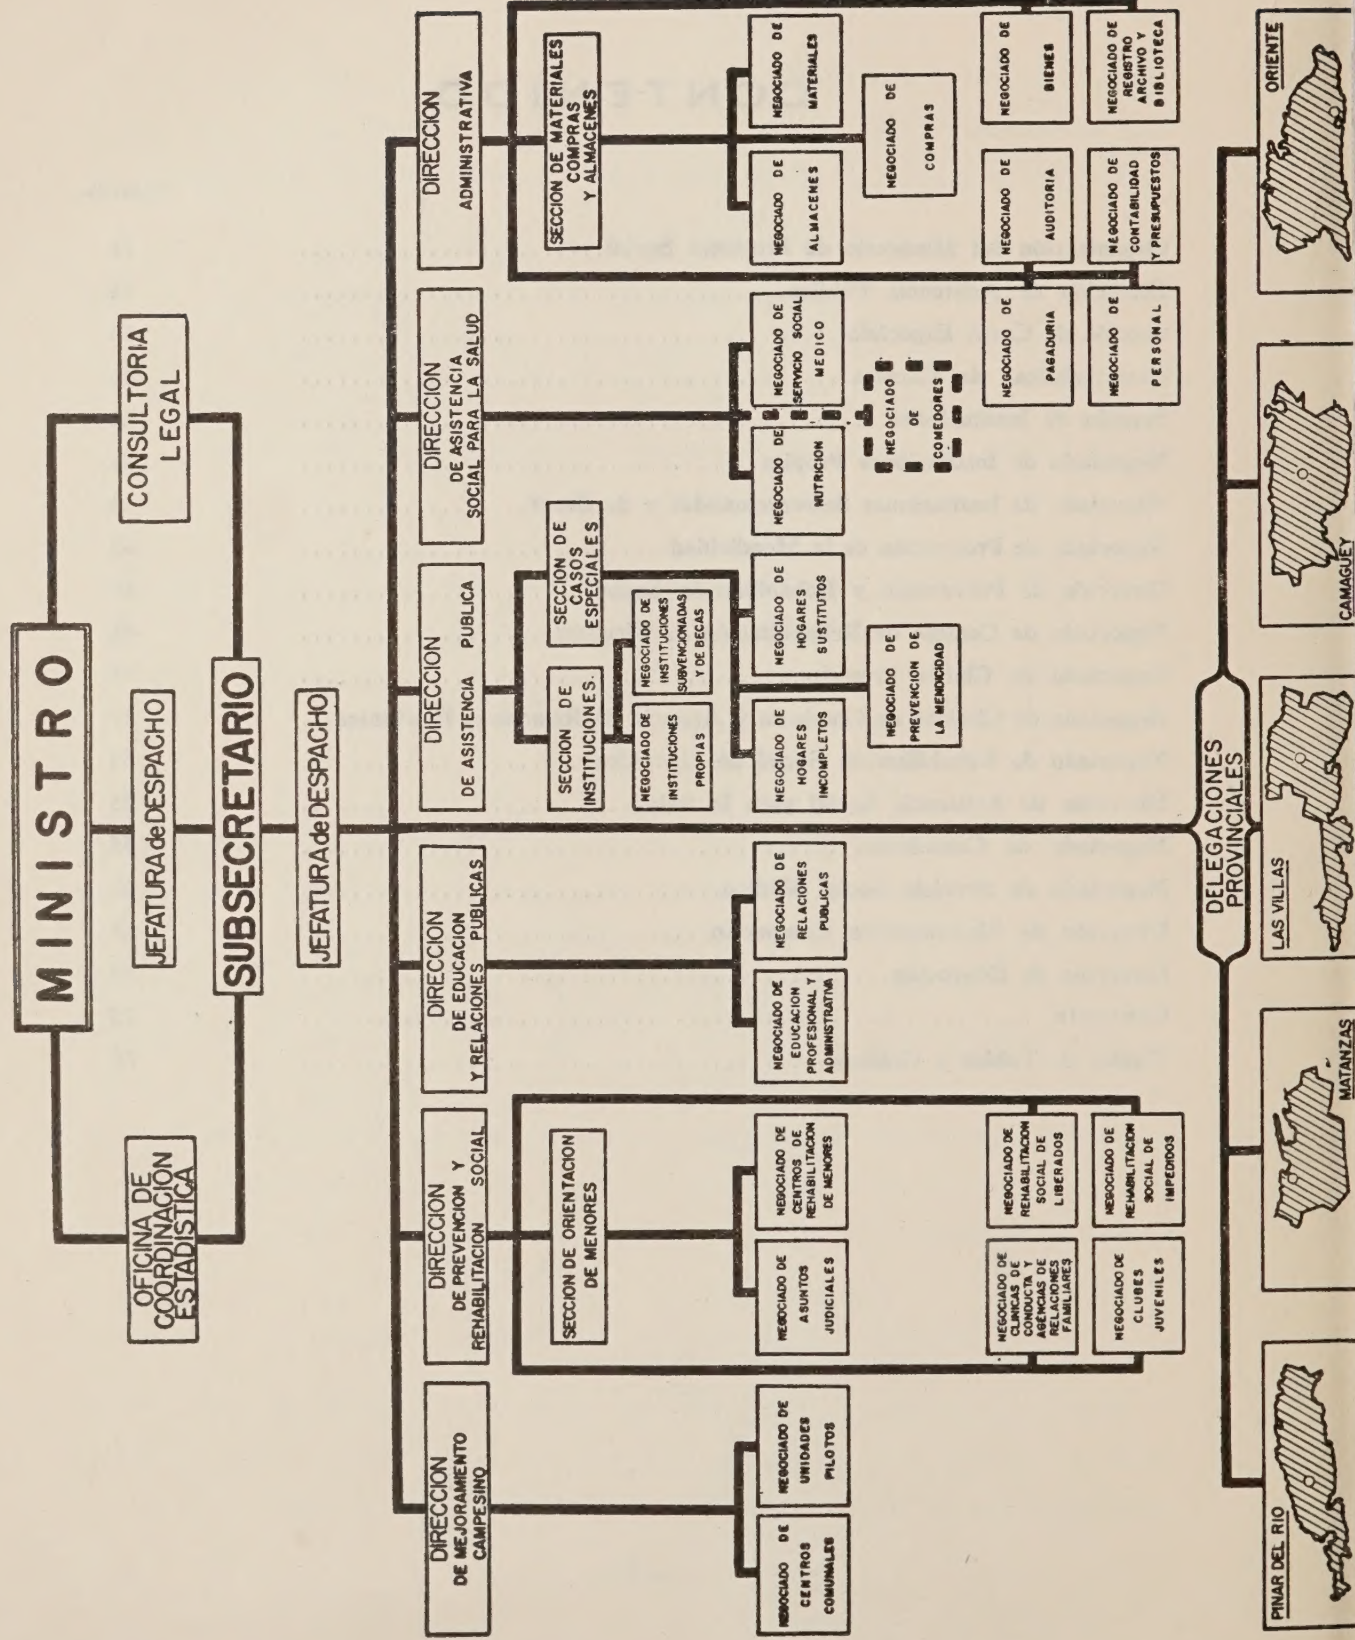 MINISTRO
OFICINA DE
COORDINACION
ESTADISTICA
JEFATURA de DESPACHO
CONSULTORIA
LEGAL
SUBSECRETARIO
JEFATURA de DESPACHO
DIRECCION
DE MEJORAMIENTO
CAMPESINO
NEGOCIADO DE
CENTROS
COMUNALES
NEGOCIADO DE
UNIDADES
PILOTOS
DIRECCION
DE PREVENCION Y
REHABILITACION SOCIAL
SECCION DE ORIENTACION
DE MENORES
NEGOCIADO DE
ASUNTOS
JUDICIALES
NEGOCIADO DE
CENTROS DE
REHABILITACION
DE MENORES
NEGOCIADO DE
CLINICAS DE
CONDUCTA Y
AGENCIAS DE
RELACIONES
FAMILIARES
NEGOCIADO DE
REHABILITACION
SOCIAL DE
LIBERADOS
NEGOCIADO DE
CLUBES
JUVENILES
NEGOCIADO DE
REHABILITACION
SOCIAL DE
IMPEDIDOS
DIRECCION
DE EDUCACION
Y RELACIONES PUBLICAS
NEGOCIADO DE
EDUCACION
PROFESIONAL Y
ADMINISTRATIVA
NEGOCIADO DE
RELACIONES
PUBLICAS
DIRECCION
DE ASISTENCIA PUBLICA
SECCION DE
INSTITUCIONES
SECCION DE
CASOS
ESPECIALES
NEGOCIADO DE
INSTITUCIONES
PROPIAS
NEGOCIADO DE
INSTITUCIONES
SUBVENCIONADAS
Y DE BECAS
NEGOCIADO DE
HOGARES
INCOMPLETOS
NEGOCIADO DE
HOGARES
SUSTITUTOS
NEGOCIADO DE
PREVENCION DE
LA MENDICIDAD
DIRECCION
DE ASISTENCIA
SOCIAL PARA LA SALUD
NEGOCIADO DE
NUTRICION
NEGOCIADO DE
SERVICIO SOCIAL
MEDICO
NEGOCIADO
DE
COMEDORES
DIRECCION
ADMINISTRATIVA
SECCION DE MATERIALES
COMPRAS
Y ALMACENES
NEGOCIADO DE
ALMACENES
NEGOCIADO DE
MATERIALES
NEGOCIADO DE
COMPRAS
NEGOCIADO DE
PAGADURIA
NEGOCIADO DE
AUDITORIA
NEGOCIADO DE
BIENES
NEGOCIADO DE
PERSONAL
NEGOCIADO DE
CONTABILIDAD
Y PRESUPUESTOS
NEGOCIADO DE
REGISTRO
ARCHIVO Y
BIBLIOTECA
DELEGACIONES
PROVINCIALES
PINAR DEL RIO
MATANZAS
LAS VILLAS
CAMAGUEY
ORIENTE